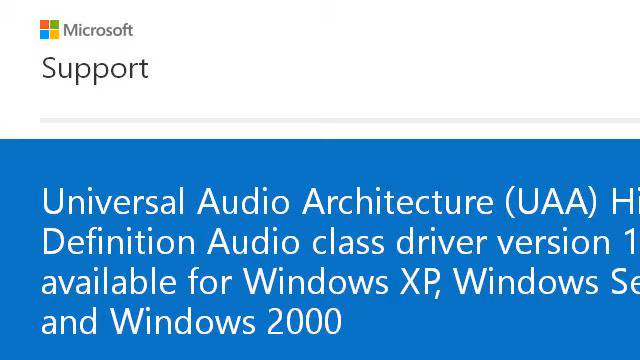 Microsoft
Support
Universal Audio Architecture (UAA) Hi
Definition Audio class driver version 1
available for Windows XP, Windows Se
and Windows 2000